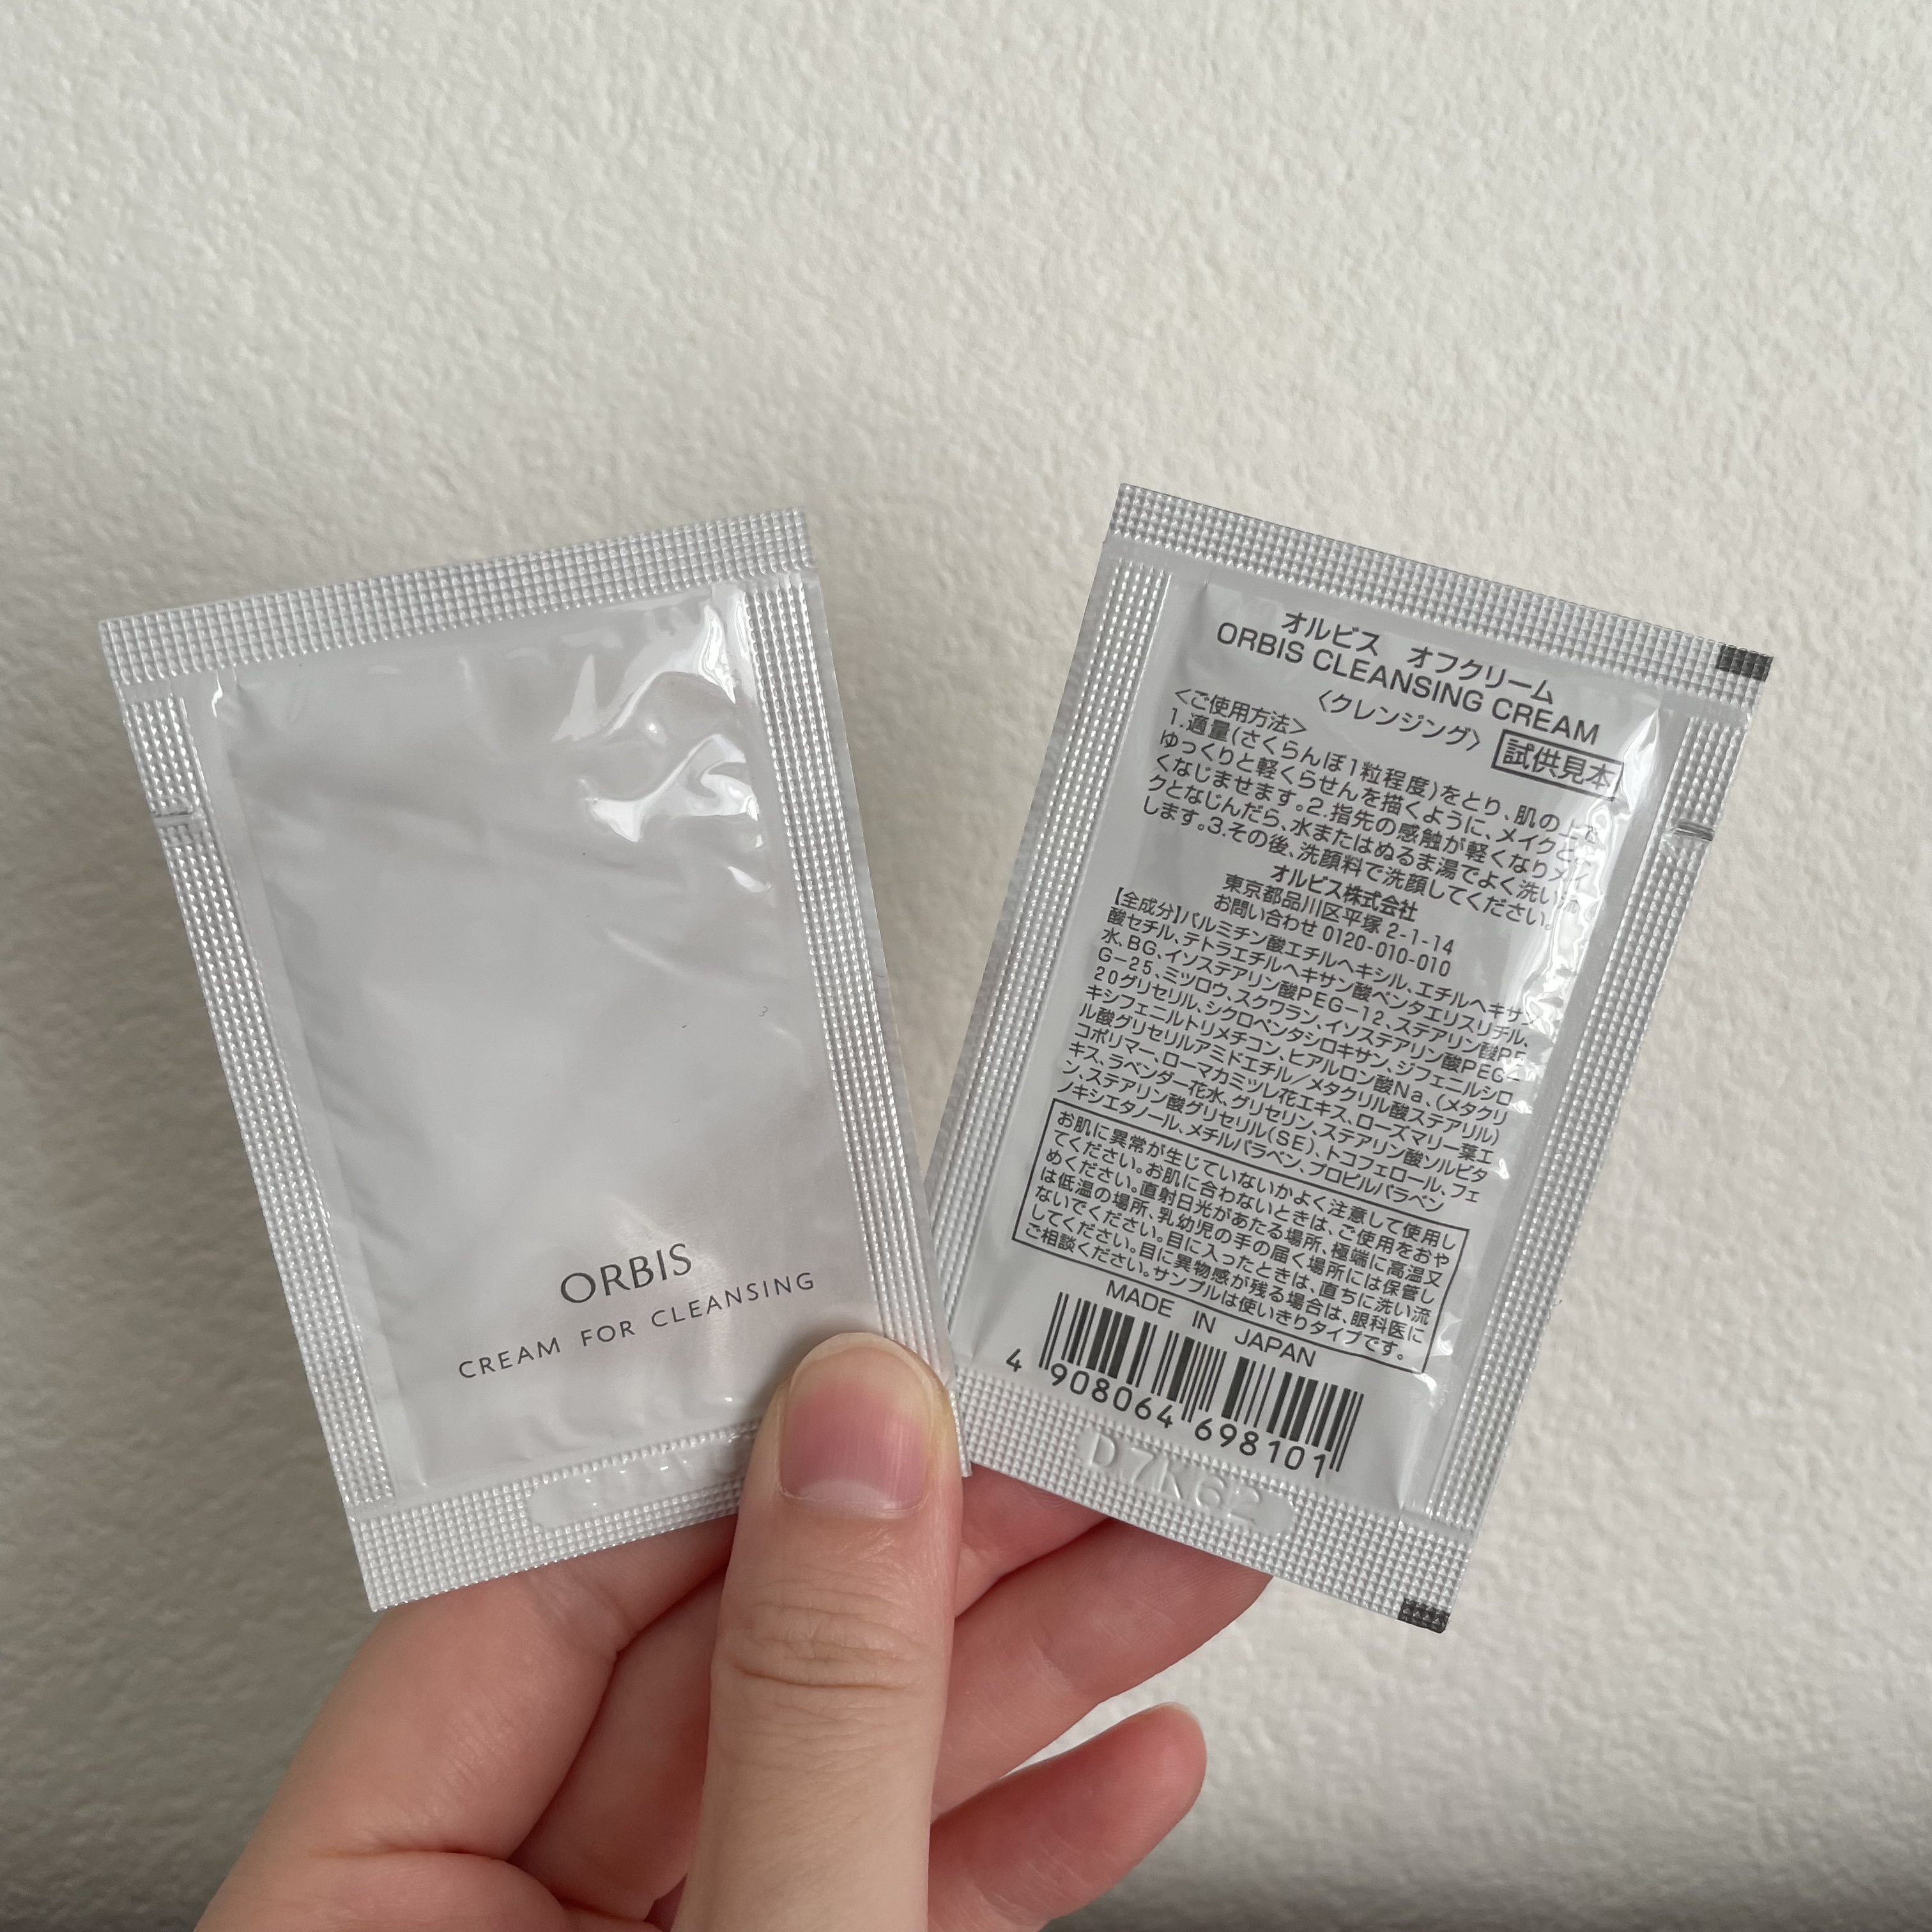 ORBIS
CREAM FOR CLEANSING
オルビス オフクリーム
ORBIS CLEANSING CREAM
〈クレンジング〉 試供見本
<ご使用方法>
1.適量(さくらんぼ1粒程度)をとり、肌の上で
ゆっくりと軽くらせんを描くように、メイクとよ
くなじませます。2.指先の感触が軽くなりメイ
クとなじんだら、水またはぬるま湯でよく洗い流
します。3.その後、洗顔料で洗顔してください。
オルビス株式会社
東京都品川区平塚 2-1-14
お問い合わせ 0120-010-010
【全成分】パルミチン酸エチルヘキシル、エチルヘキサン
酸セチル、テトラエチルヘキサン酸ペンタエリスリチル、
水、BG、イソステアリン酸PEG-12、ステアリン酸PE
G-25、ミツロウ、スクワラン、イソステアリン酸PEG-
20グリセリル、シクロペンタシロキサン、ジフェニルシロ
キシフェニルトリメチコン、ヒアルロン酸Na、(メタクリ
ル酸グリセリルアミドエチル/メタクリル酸ステアリル)
コポリマー、ローマカミツレ花エキス、ローズマリー葉エ
キス、ラベンダー花水、グリセリン、ステアリン酸ソルビタ
ン、ステアリン酸グリセリル(SE)、トコフェロール、フェ
ノキシエタノール、メチルパラベン、プロピルパラベン
お肌に異常が生じていないかよく注意して使用し
てください。お肌に合わないときは、ご使用をおや
めください。直射日光があたる場所、極端に高温又
は低温の場所、乳幼児の手の届く場所には保管し
ないでください。目に入ったときは、直ちに洗い流
してください。目に異物感が残る場合は、眼科医に
ご相談ください。サンプルは使いきりタイプです。
MADE IN JAPAN
4 908064 698101
D7K62